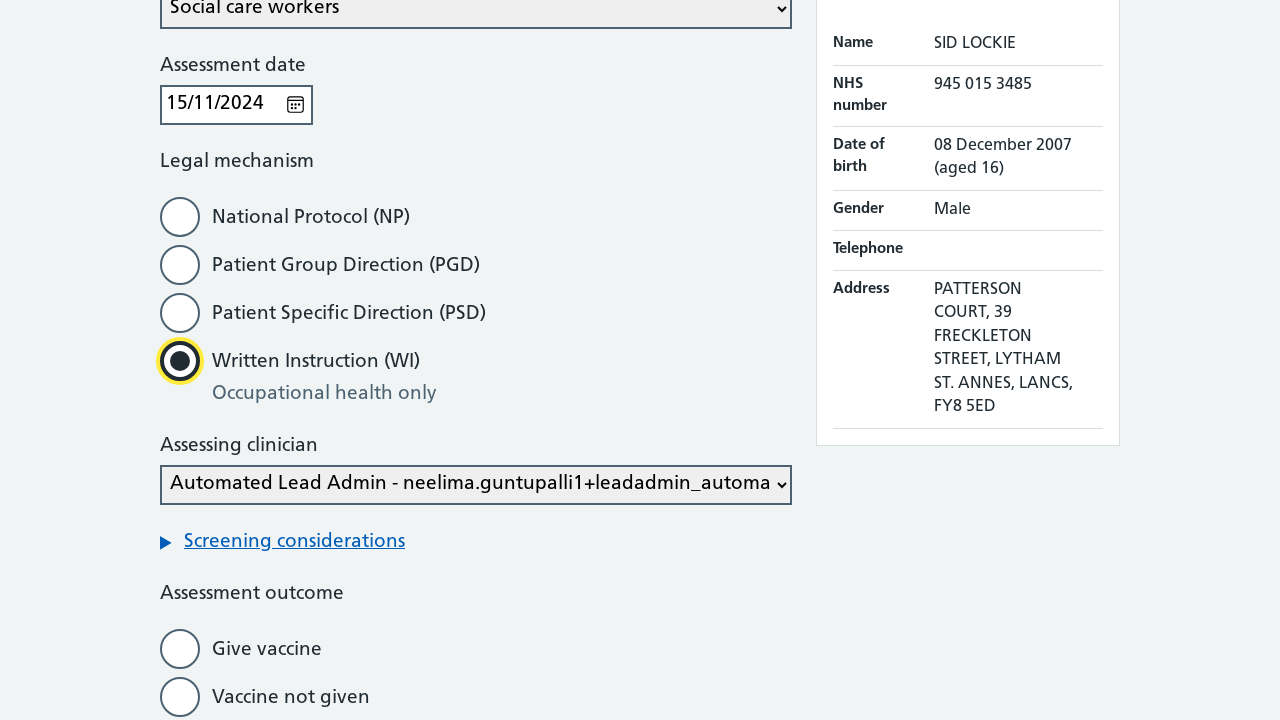 Social care workers
Assessment date
15/11/2024
Legal mechanism
National Protocol (NP)
Patient Group Direction (PGD)
Patient Specific Direction (PSD)
Written Instruction (WI)
Occupational health only
Assessing clinician
Automated Lead Admin - neelima.guntupalli1+leadadmin_automa
Screening considerations
Assessment outcome
Give vaccine
Vaccine not given
Name SID LOCKIE
NHS number 945 015 3485
Date of birth 08 December 2007
(aged 16)
Gender Male
Telephone
Address PATTERSON
COURT, 39
FRECKLETON
STREET, LYTHAM
ST. ANNES, LANCS,
FY8 5ED